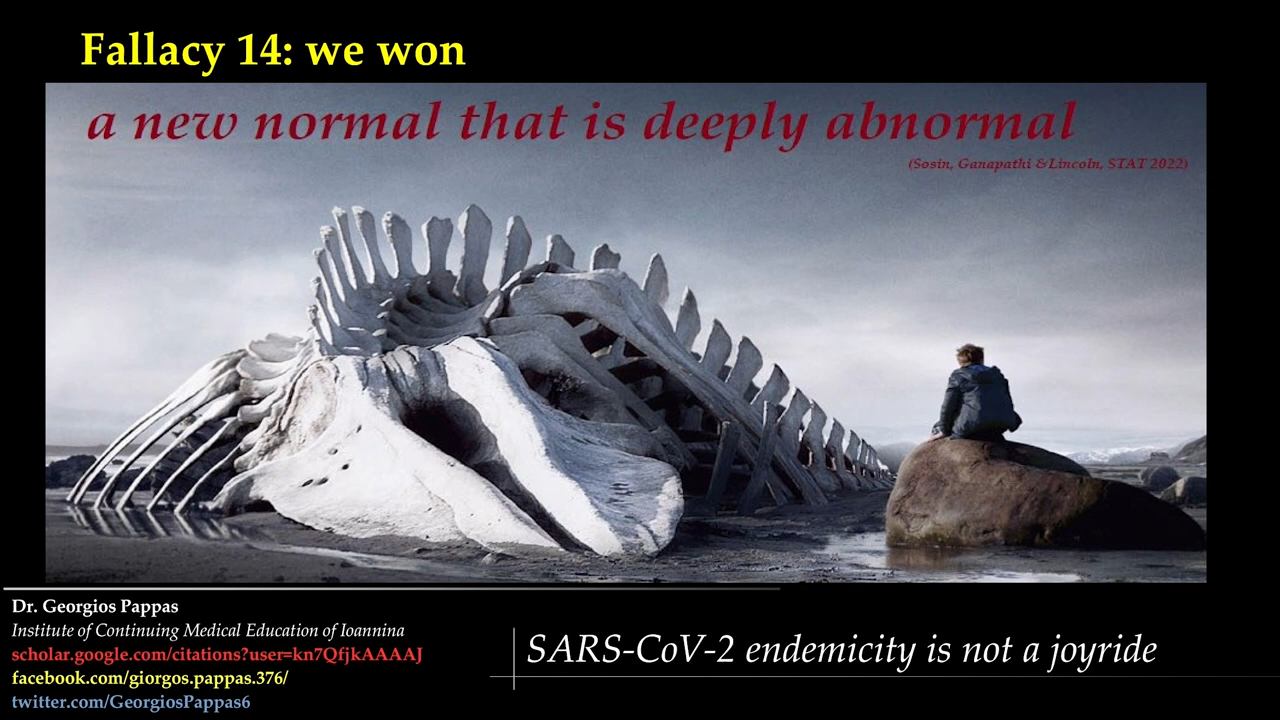 Fallacy 14: we won
a new normal that is deeply abnormal
(Sosin, Ganapathi & Lincoln, STAT 2022)
Dr. Georgios Pappas
Institute of Continuing Medical Education of Ioannina
scholar.google.com/citations?user=kn7QfjkAAAAJ
facebook.com/giorgos.pappas.376/
twitter.com/GeorgiosPappas6
SARS-CoV-2 endemicity is not a joyride